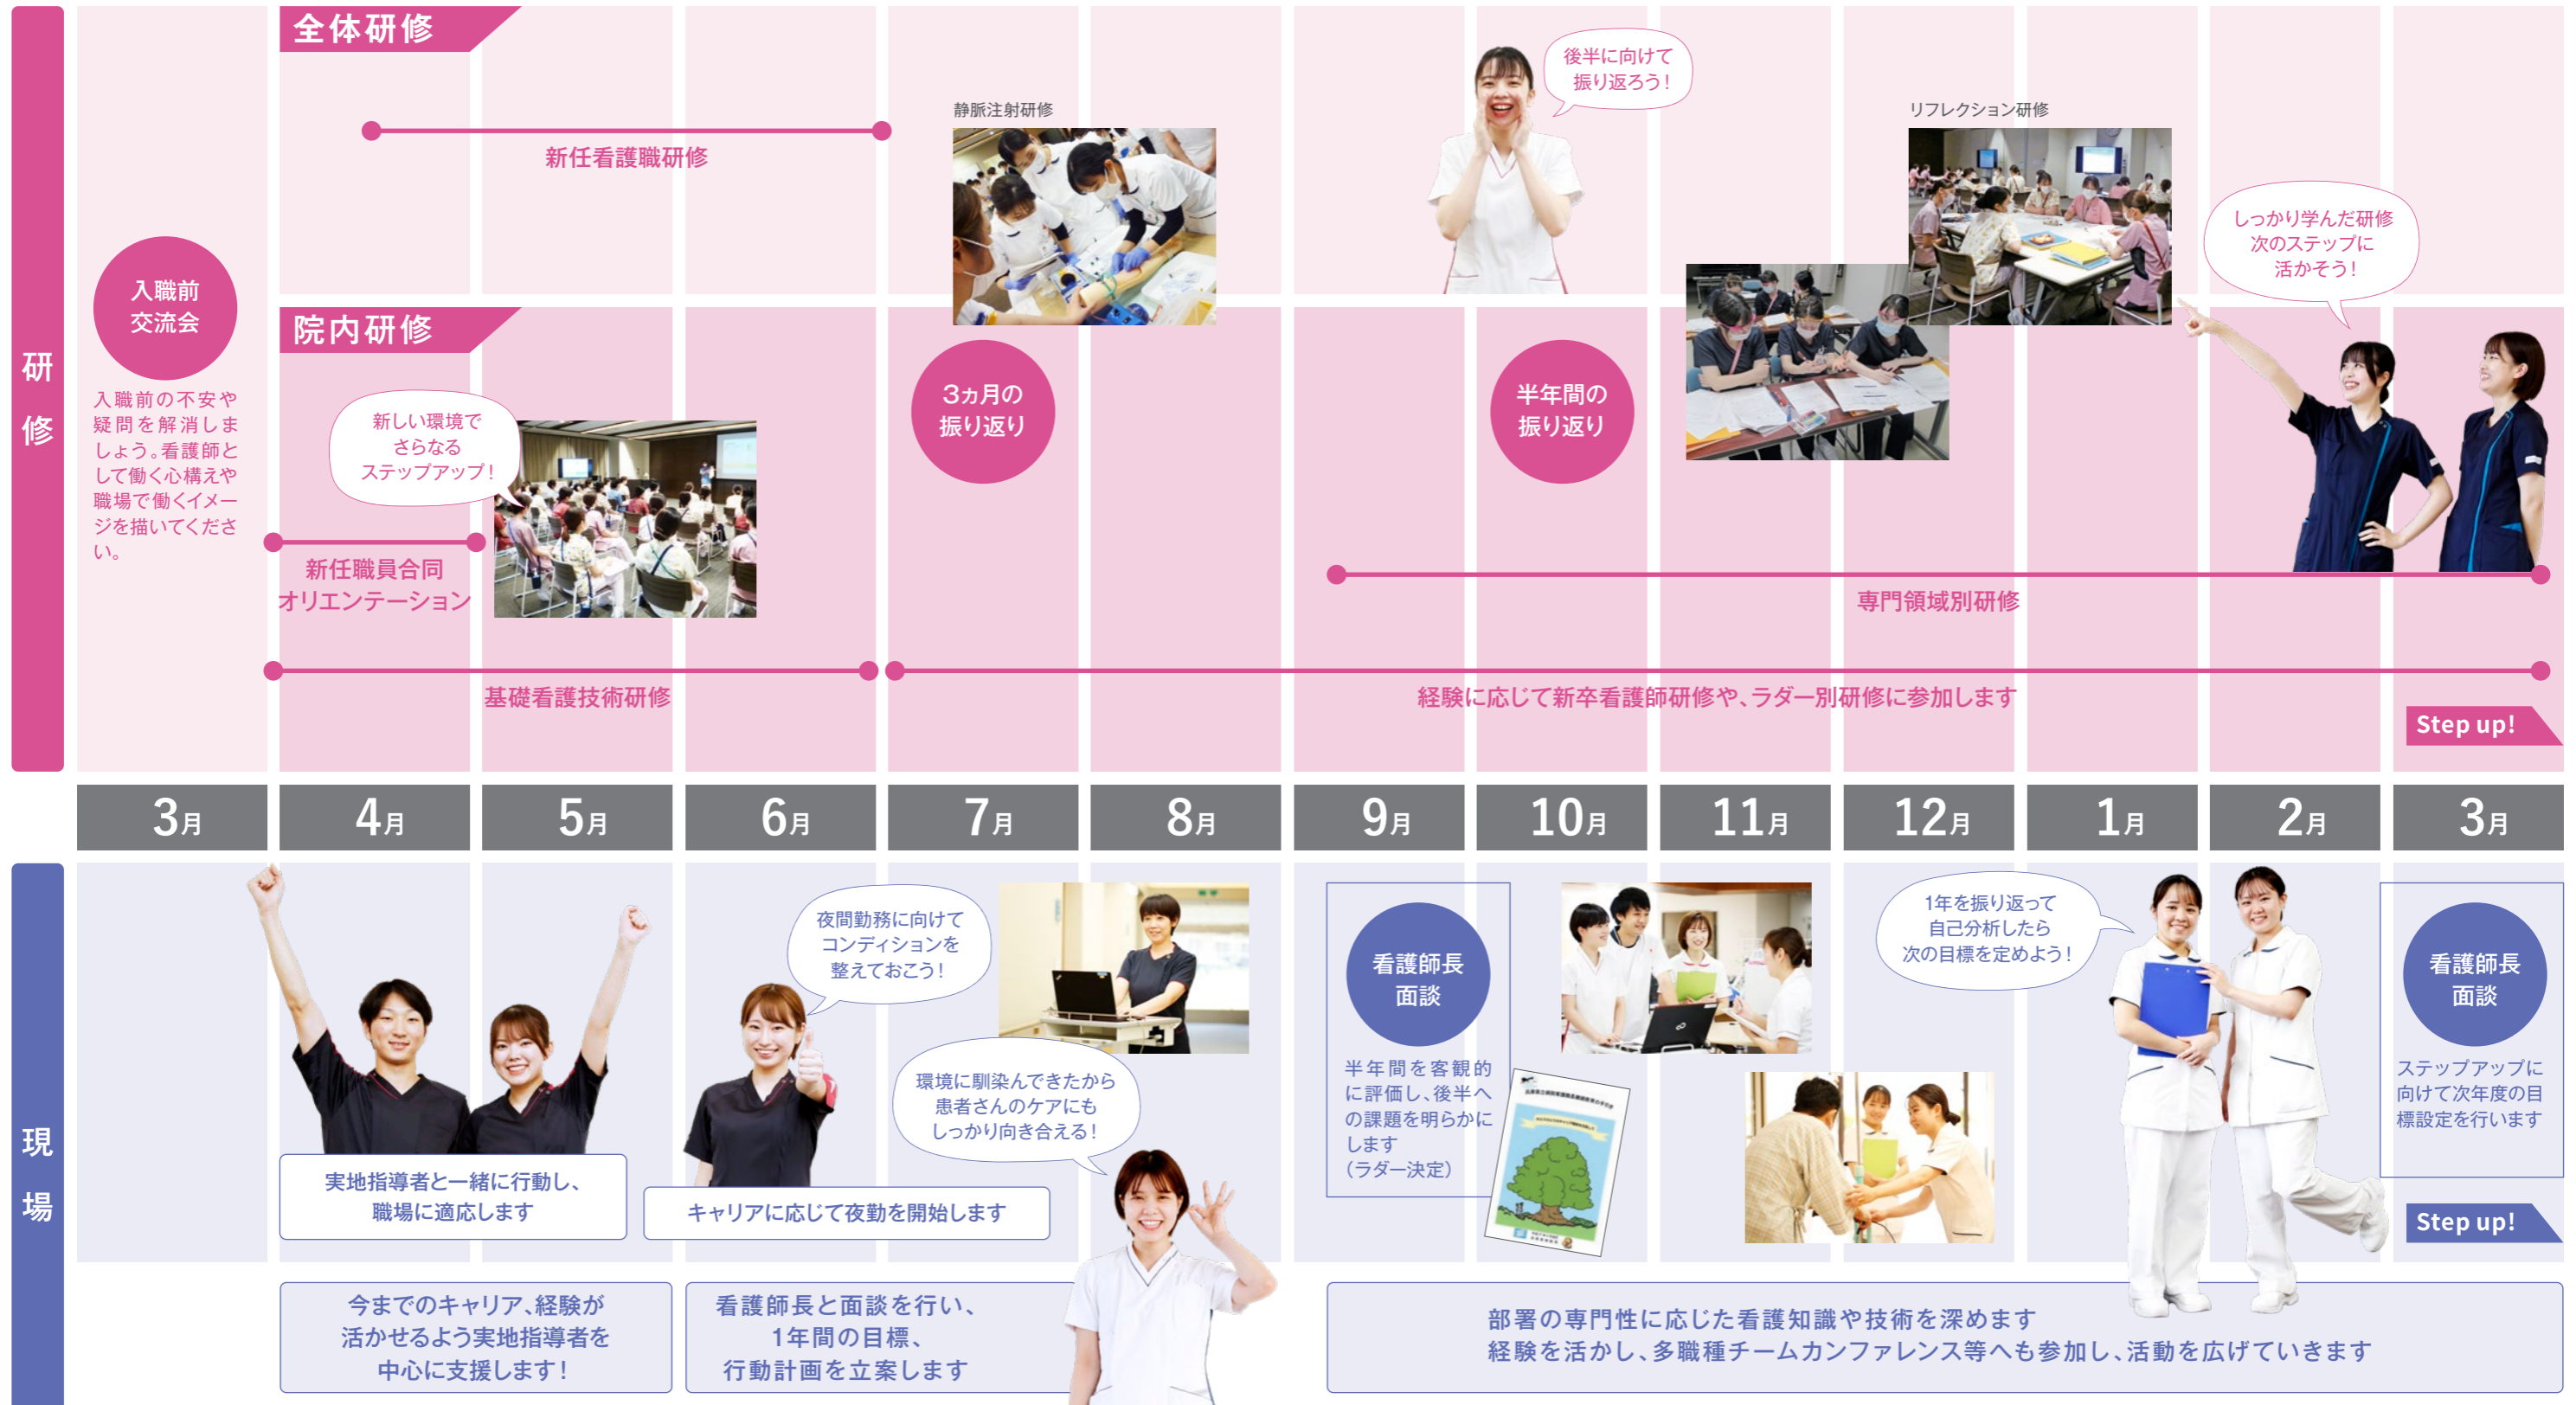 研修
全体研修
新任看護職研修
静脈注射研修
後半に向けて
振り返ろう!
リフレクション研修
しっかり学んだ研修
次のステップに
活かそう!
入職前
交流会
入職前の不安や
疑問を解消しま
しょう。看護師と
して働く心構えや
職場で働くイメー
ジを描いてくださ
い。
院内研修
新しい環境で
さらなる
ステップアップ!
新任職員合同
オリエンテーション
3ヵ月の
振り返り
半年間の
振り返り
専門領域別研修
基礎看護技術研修
経験に応じて新卒看護師研修や、ラダー別研修に参加します
Step up!
3月
4月
5月
6月
7月
8月
9月
10月
11月
12月
1月
2月
3月
現場
実地指導者と一緒に行動し、
職場に適応します
夜間勤務に向けて
コンディションを
整えておこう!
キャリアに応じて夜勤を開始します
環境に馴染んできたから
患者さんのケアにも
しっかり向き合える!
看護師長
面談
半年間を客観的
に評価し、後半へ
の課題を明らかに
します
(ラダー決定)
1年を振り返って
自己分析したら
次の目標を定めよう!
看護師長
面談
ステップアップに
向けて次年度の目
標設定を行います
Step up!
今までのキャリア、経験が
活かせるよう実地指導者を
中心に支援します!
看護師長と面談を行い、
1年間の目標、
行動計画を立案します
部署の専門性に応じた看護知識や技術を深めます
経験を活かし、多職種チームカンファレンス等へも参加し、活動を広げていきます